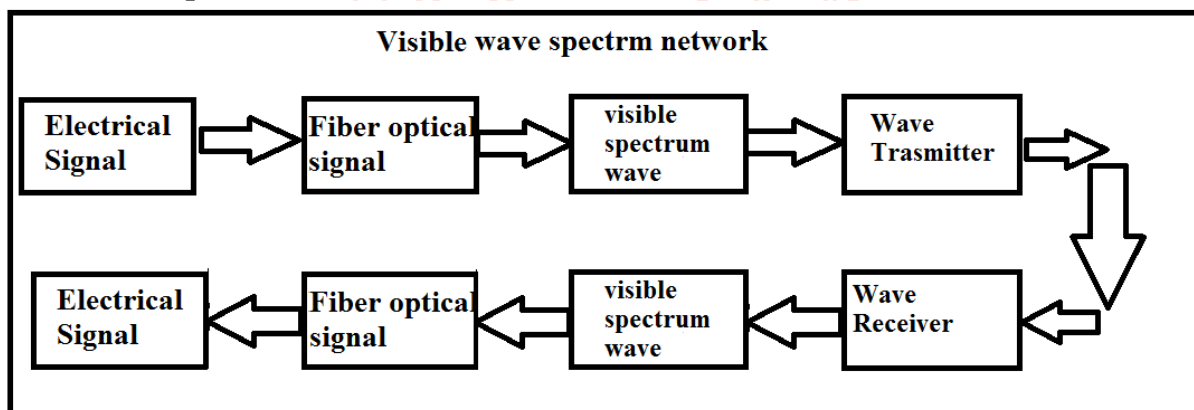 Visible wave spectrm network
Electrical
Signal
Fiber optical
signal
visible
spectrum
wave
Wave
Trasmitter
Electrical
Signal
Fiber optical
signal
visible
spectrum
wave
Wave
Receiver